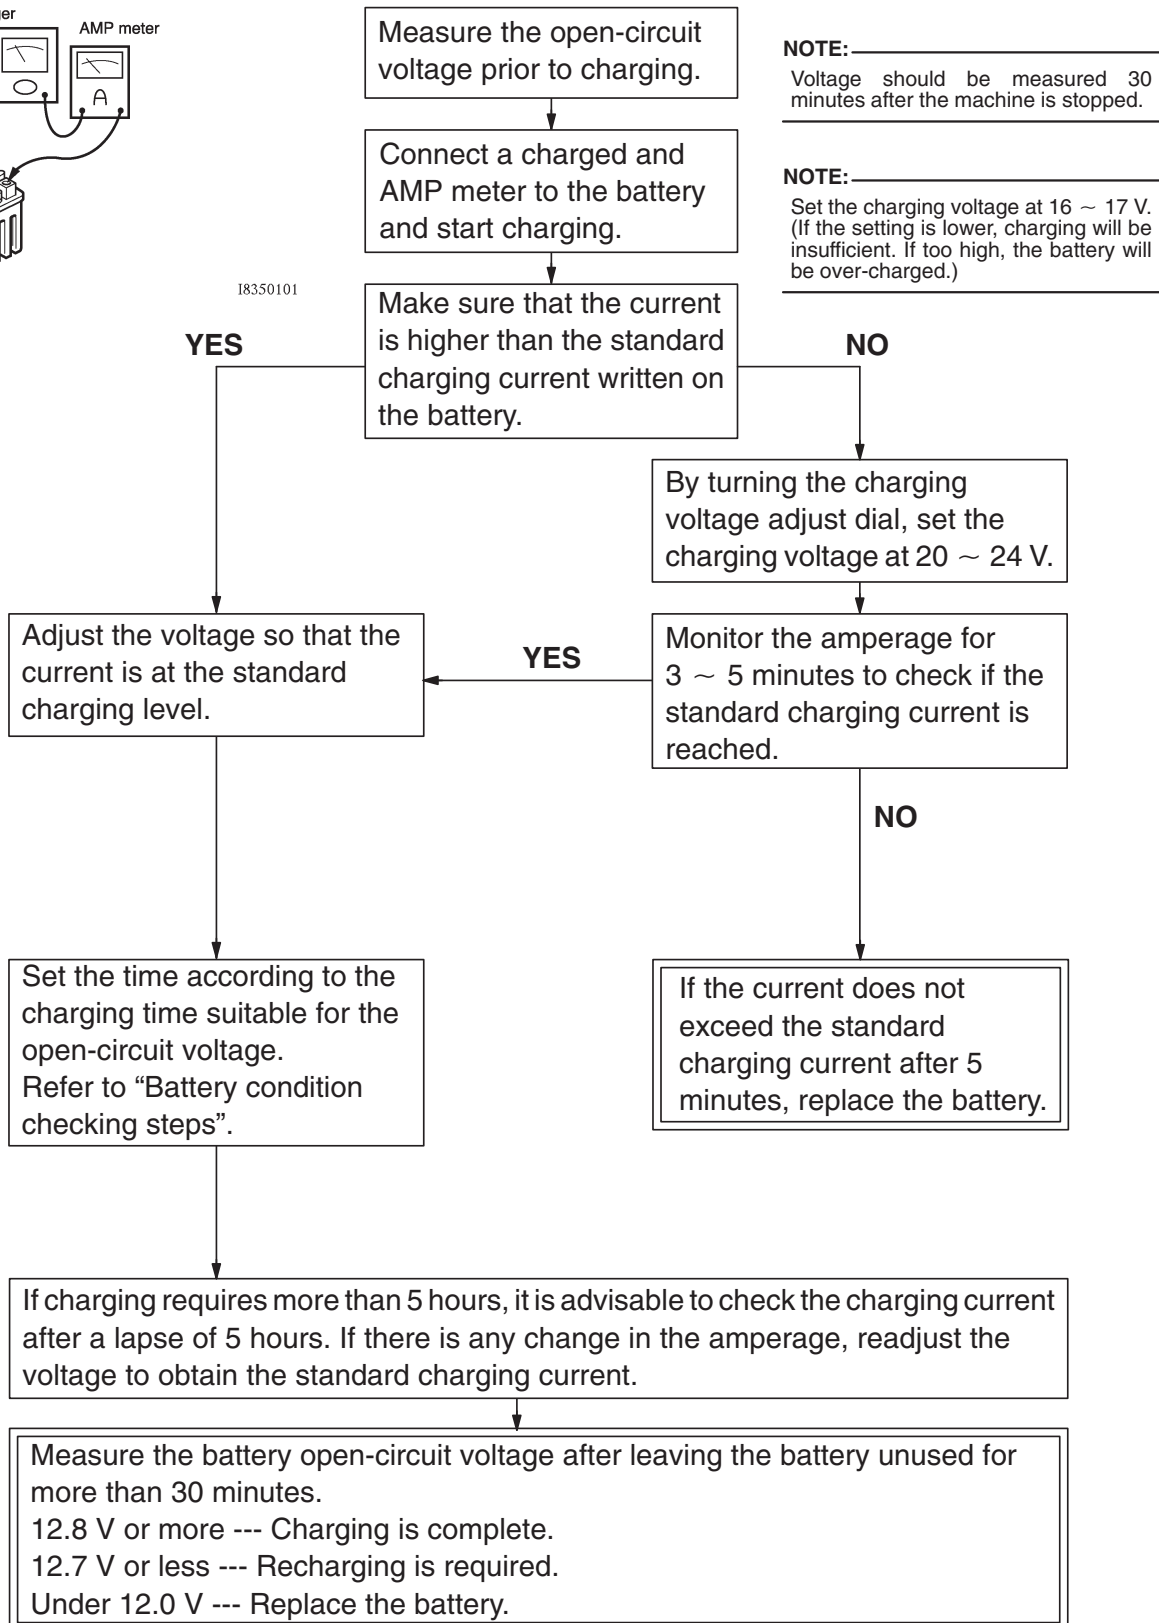 AMP meter
A
I8350101
Measure the open-circuit
voltage prior to charging.
NOTE:
Voltage should be measured 30
minutes after the machine is stopped.
Connect a charged and
AMP meter to the battery
and start charging.
NOTE:
Set the charging voltage at 16 ~ 17 V.
(If the setting is lower, charging will be
insufficient. If too high, the battery will
be over-charged.)
Make sure that the current
is higher than the standard
charging current written on
the battery.
YES
NO
By turning the charging
voltage adjust dial, set the
charging voltage at 20 ~ 24 V.
Adjust the voltage so that the
current is at the standard
charging level.
YES
Monitor the amperage for
3 ~ 5 minutes to check if the
standard charging current is
reached.
NO
Set the time according to the
charging time suitable for the
open-circuit voltage.
Refer to “Battery condition
checking steps”.
If the current does not
exceed the standard
charging current after 5
minutes, replace the battery.
If charging requires more than 5 hours, it is advisable to check the charging current
after a lapse of 5 hours. If there is any change in the amperage, readjust the
voltage to obtain the standard charging current.
Measure the battery open-circuit voltage after leaving the battery unused for
more than 30 minutes.
12.8 V or more --- Charging is complete.
12.7 V or less --- Recharging is required.
Under 12.0 V --- Replace the battery.